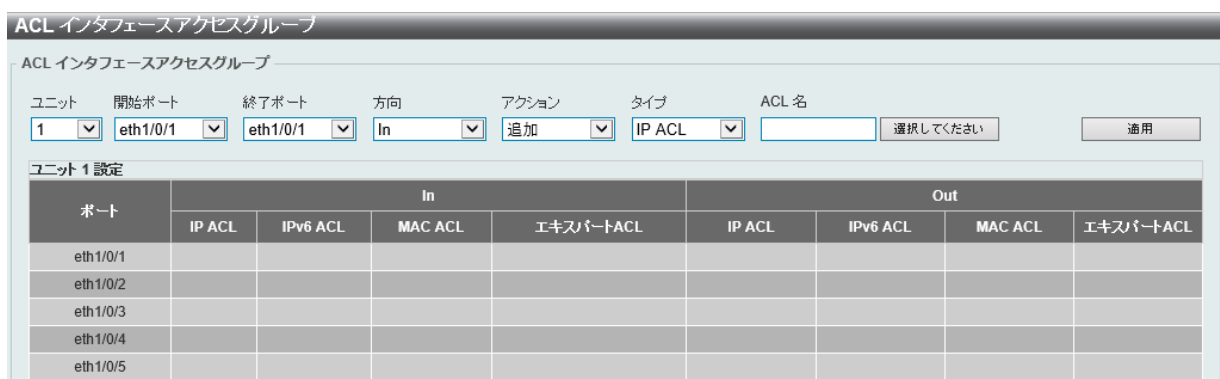 ACL インタフェースアクセスグループ
ACL インタフェースアクセスグループ
ユニット 開始ポート 終了ポート 方向 アクション タイプ ACL 名
1 eth1/0/1 eth1/0/1 In 追加 IP ACL 選択してください 適用
ユニット 1 設定
ポート In Out
IP ACL IPv6 ACL MAC ACL エキスパートACL IP ACL IPv6 ACL MAC ACL エキスパートACL
eth1/0/1
eth1/0/2
eth1/0/3
eth1/0/4
eth1/0/5